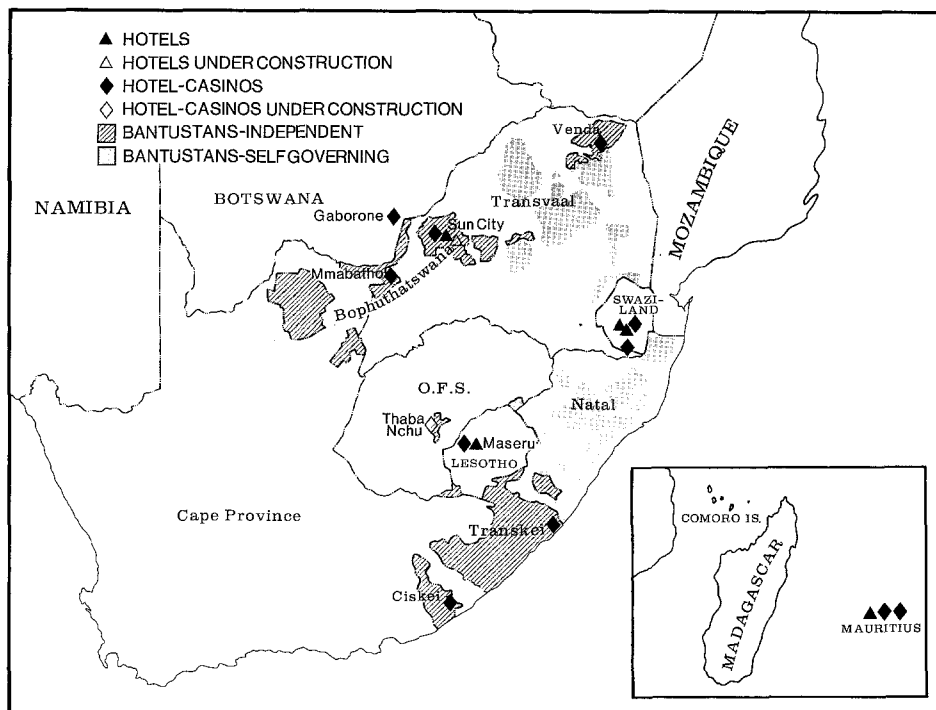 HOTELS
HOTELS UNDER CONSTRUCTION
HOTEL-CASINOS
HOTEL-CASINOS UNDER CONSTRUCTION
BANTUSTANS-INDEPENDENT
BANTUSTANS-SELFGOVERNING
Venda
MOZAMBIQUE
NAMIBIA
BOTSWANA
Transvaal
Gaborone
Sun City
Mmabatho
Bophuthatswana
SWAZI-
LAND
O.F.S.
Natal
Thaba
Nchu
Maseru
LESOTHO
Cape Province
Transkei
Ciskei
COMORO IS.
MADAGASCAR
MAURITIUS